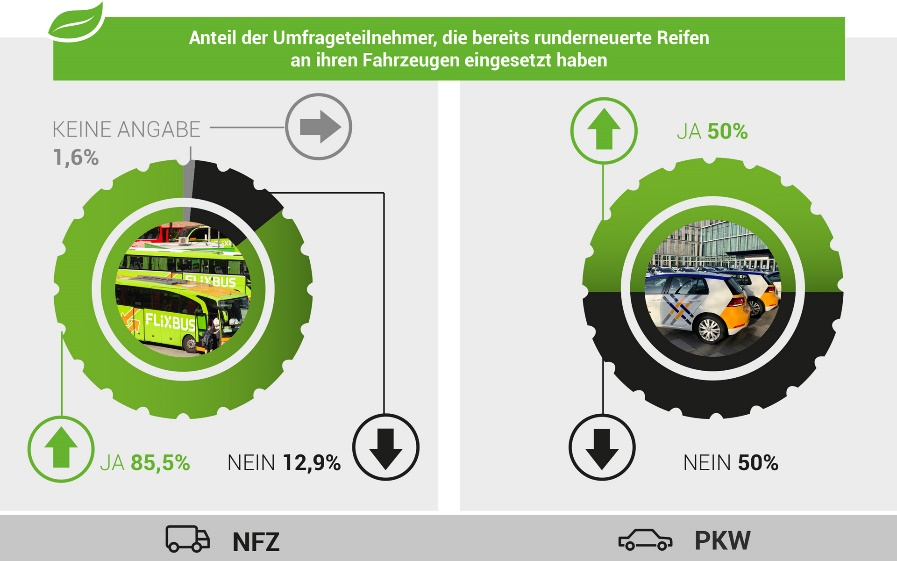 Anteil der Umfrageteilnehmer, die bereits runderneuerte Reifen
an ihren Fahrzeugen eingesetzt haben
KEINE ANGABE
1,6%
JA 85,5%
NEIN 12,9%
FLiXBUS
FLiXBUS
NFZ
JA 50%
NEIN 50%
PKW